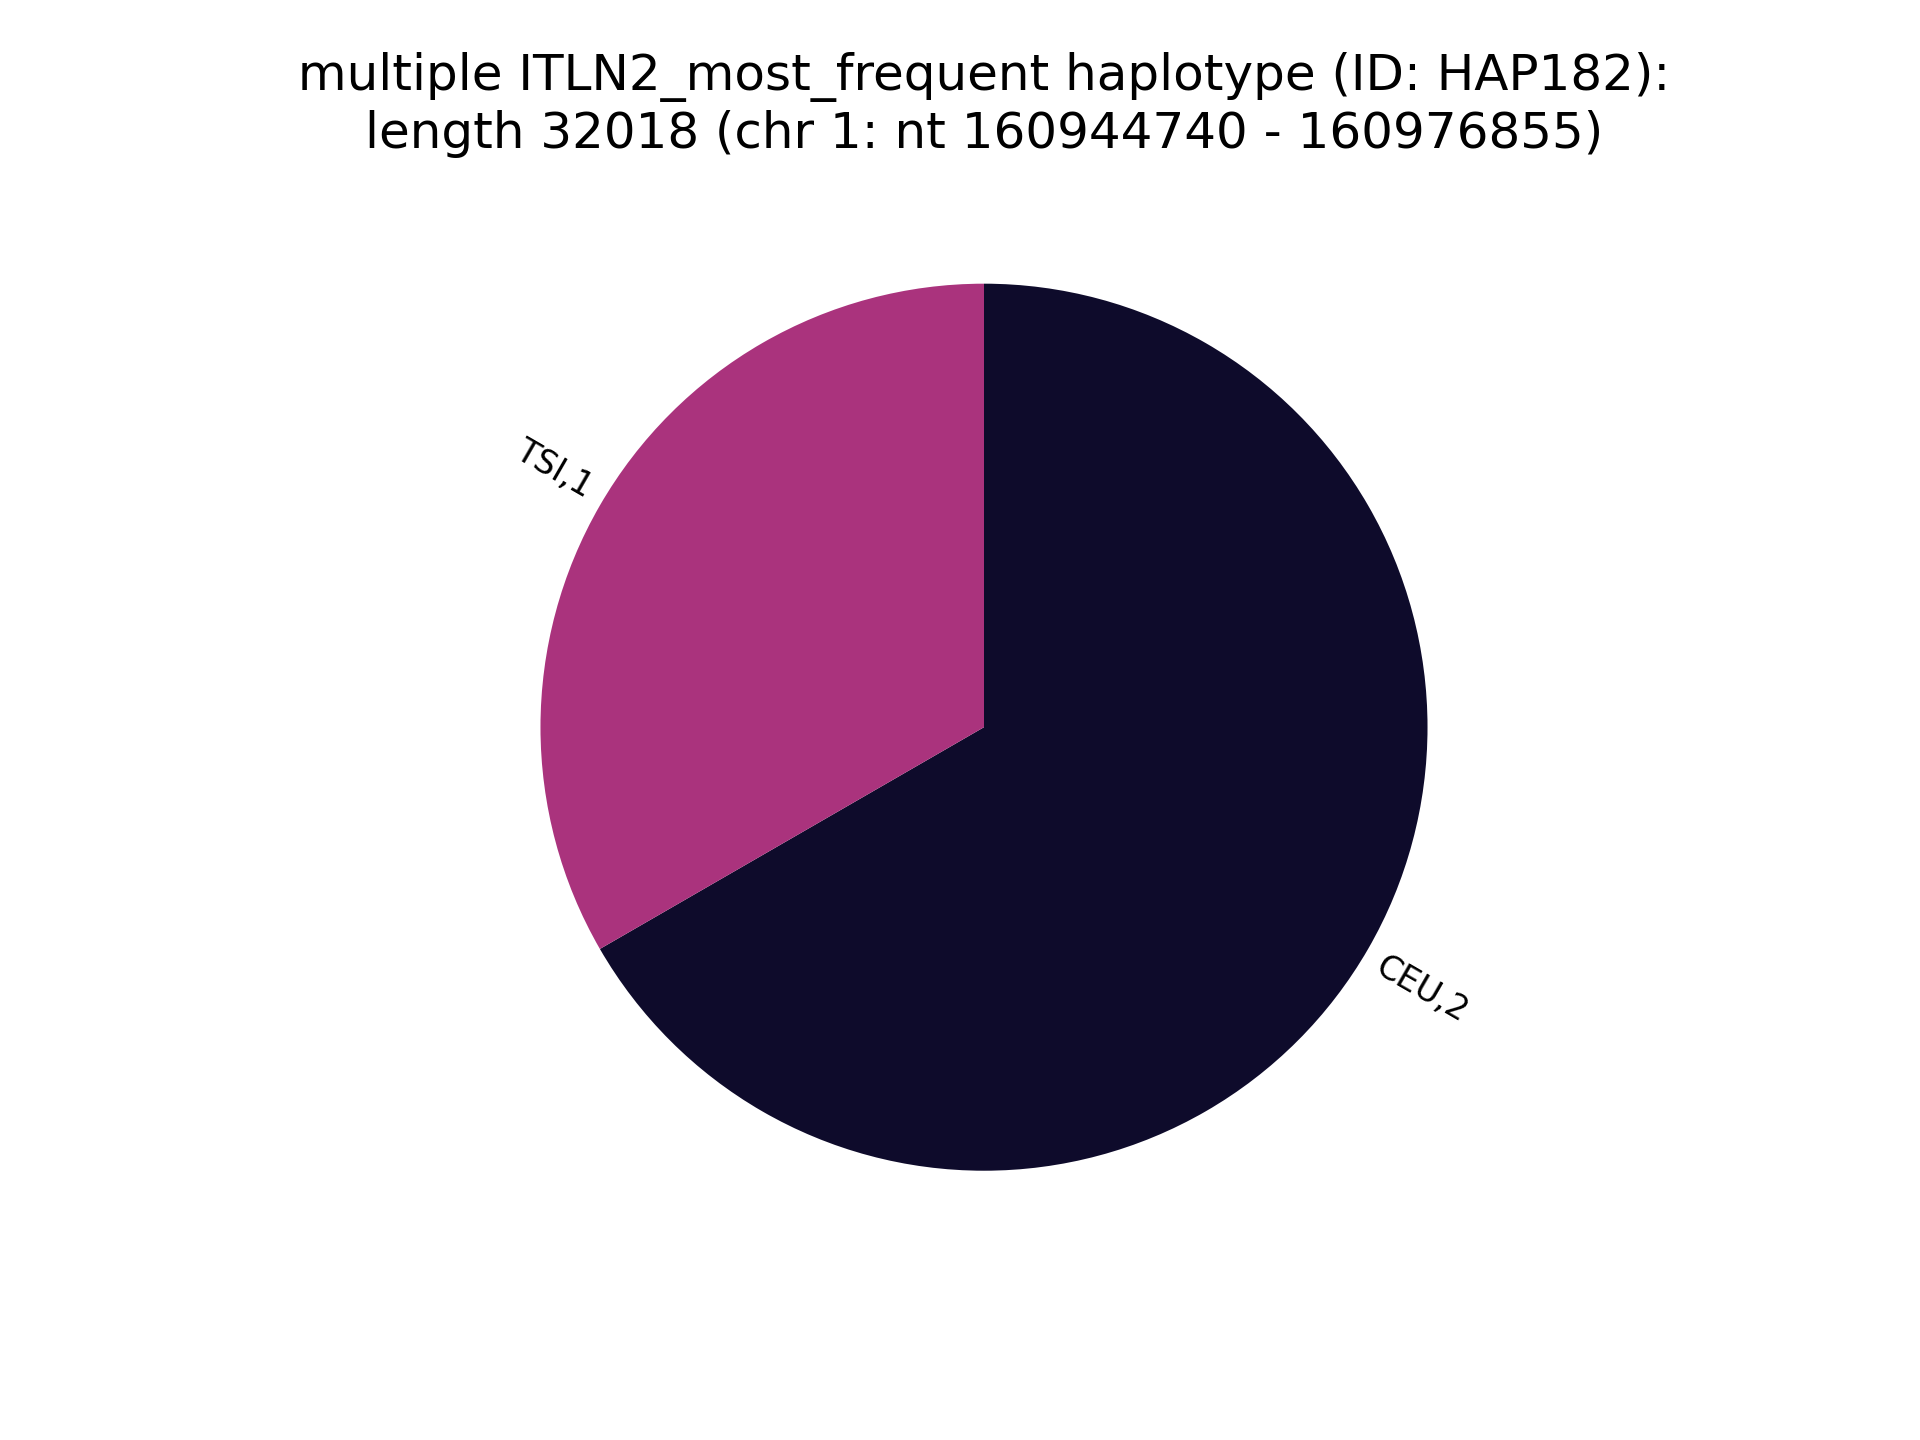 multiple ITLN2_most_frequent haplotype (ID: HAP182):
length 32018 (chr 1: nt 160944740 - 160976855)
TSI,1
CEU,2